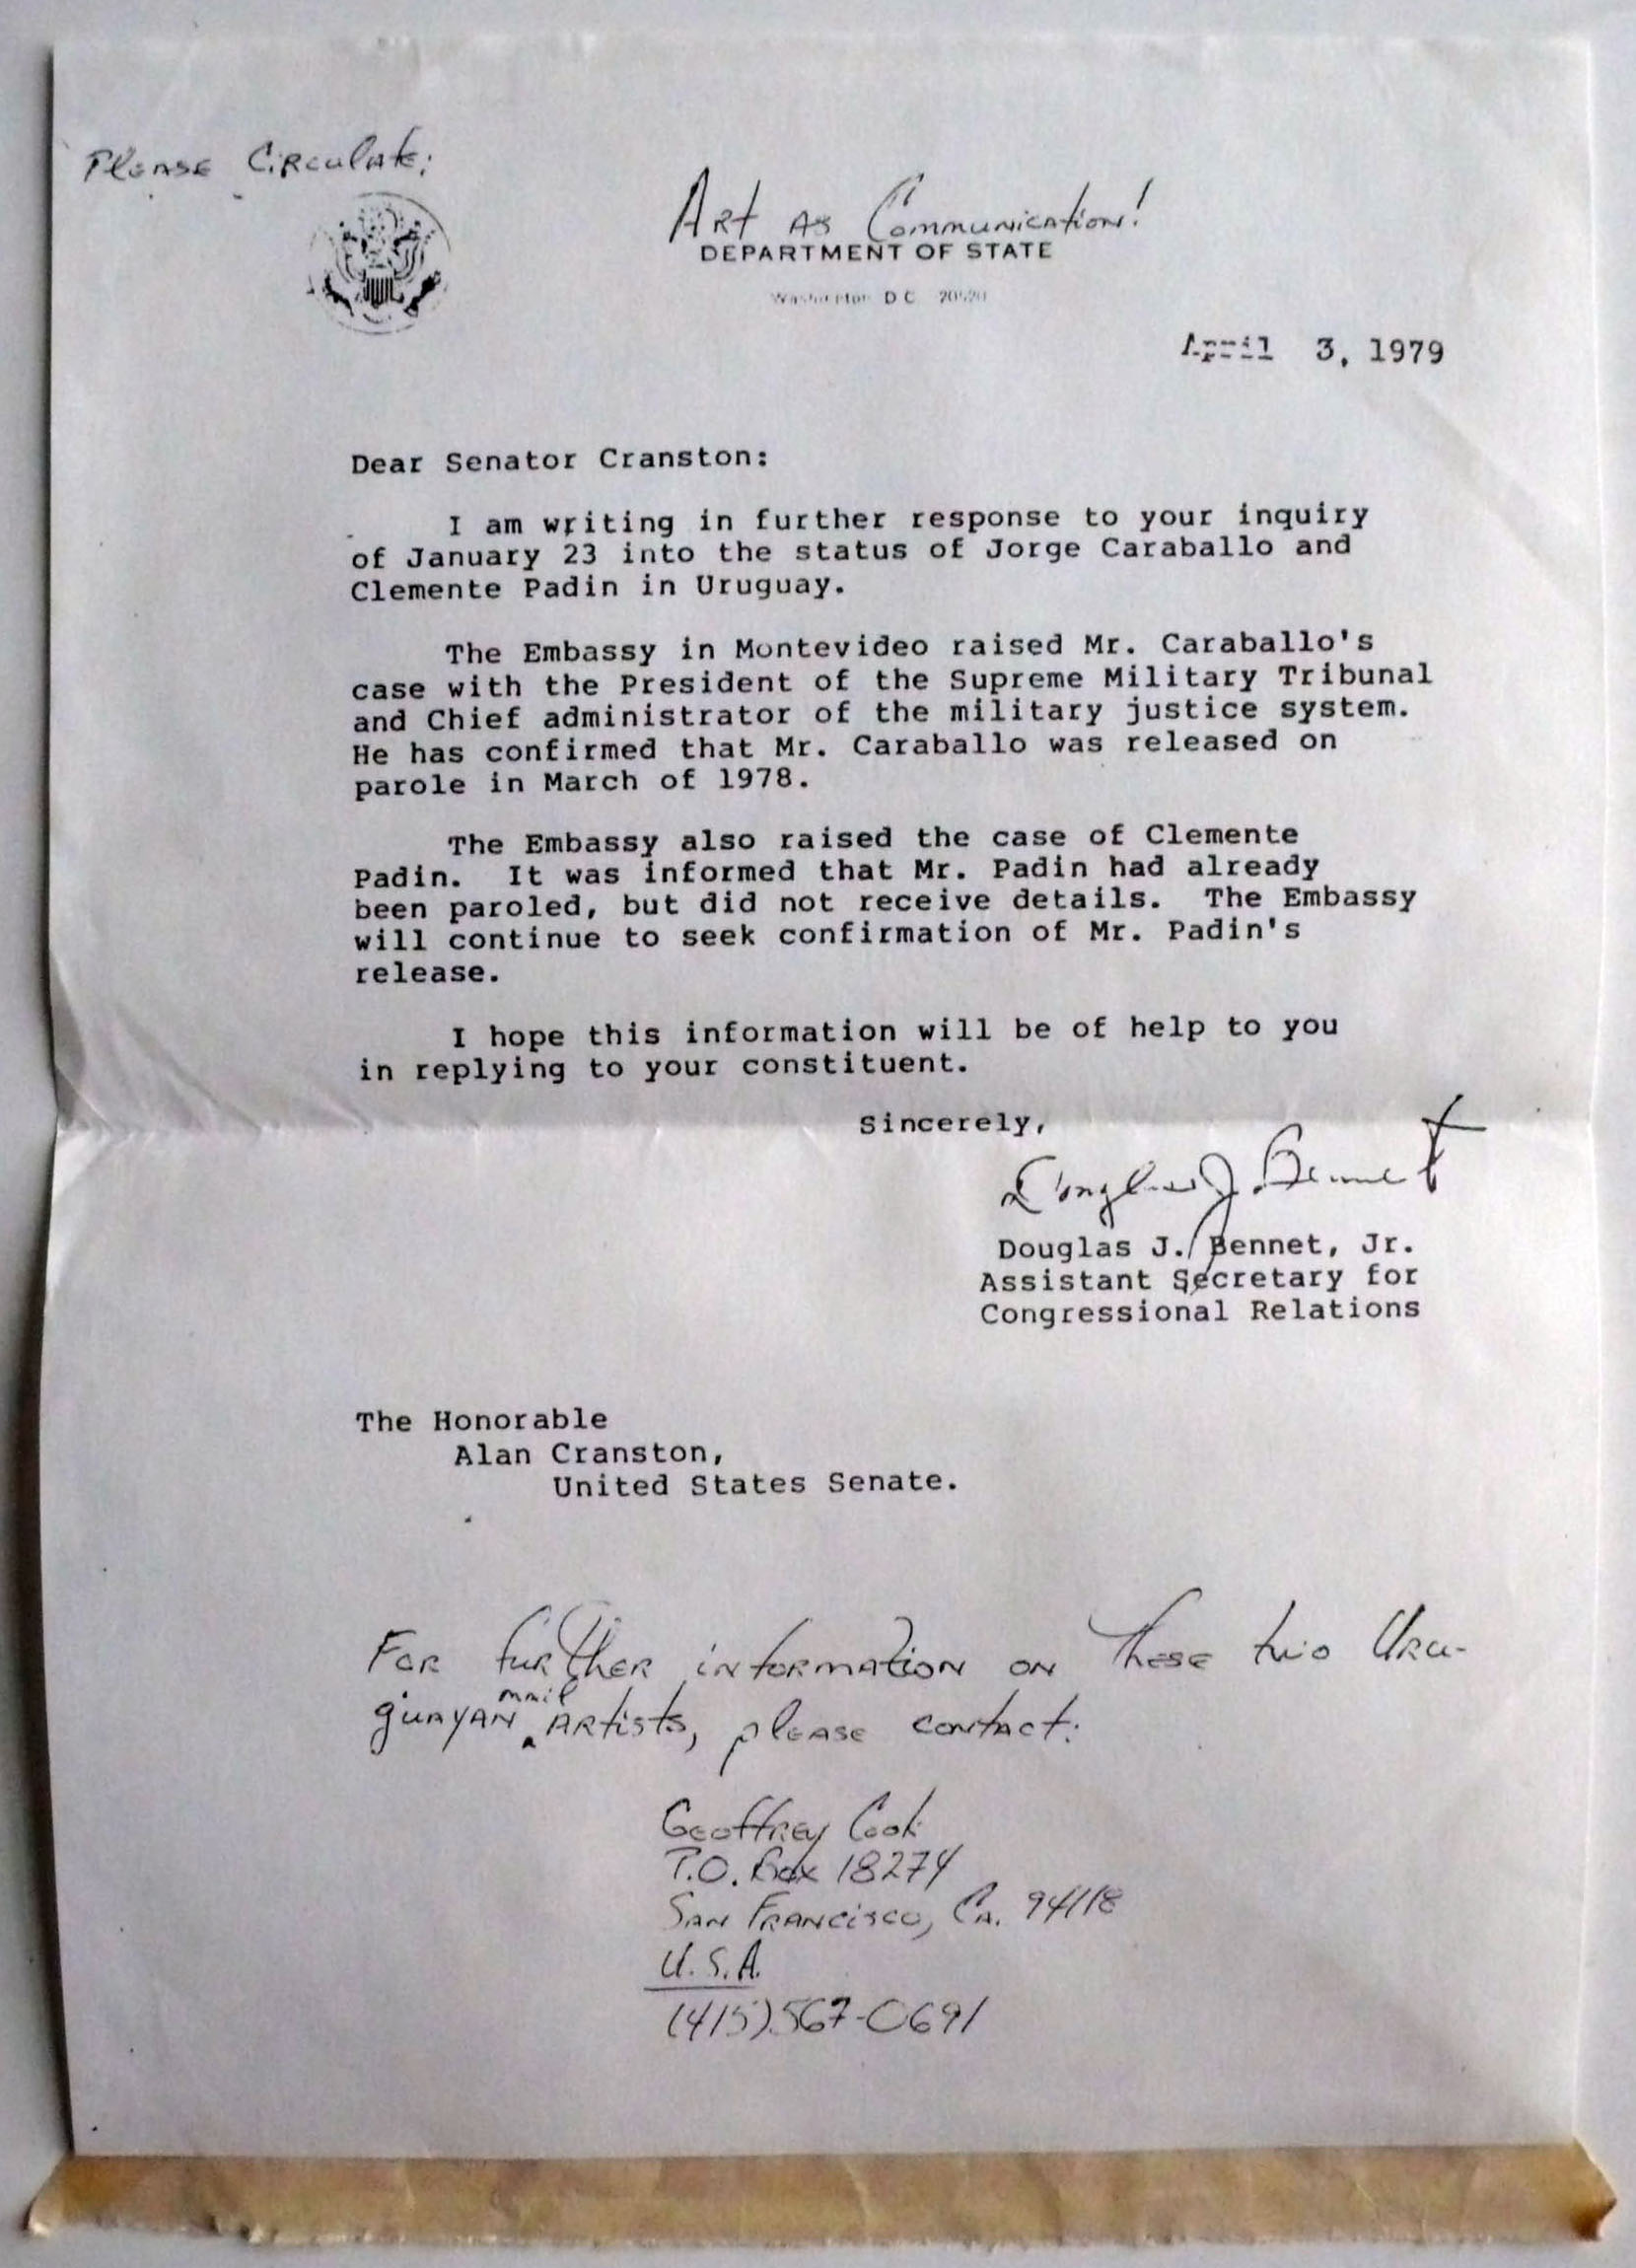 Please Circulate:
Art as Communication!
DEPARTMENT OF STATE
Washington D C 20520
April 3, 1979
Dear Senator Cranston:
I am writing in further response to your inquiry
of January 23 into the status of Jorge Caraballo and
Clemente Padin in Uruguay.
The Embassy in Montevideo raised Mr. Caraballo's
case with the President of the Supreme Military Tribunal
and Chief administrator of the military justice system.
He has confirmed that Mr. Caraballo was released on
parole in March of 1978.
The Embassy also raised the case of Clemente
Padin. It was informed that Mr. Padin had already
been paroled, but did not receive details. The Embassy
will continue to seek confirmation of Mr. Padin's
release.
I hope this information will be of help to you
in replying to your constituent.
Sincerely,
Douglas J. Bennet
Douglas J. Bennet, Jr.
Assistant Secretary for
Congressional Relations
The Honorable
Alan Cranston,
United States Senate.
For further information on these two Uru-
guayan mail artists, please contact:
Geoffrey Cook
P.O. Box 18274
San Francisco, Ca. 94118
U.S.A.
(415) 567-0691